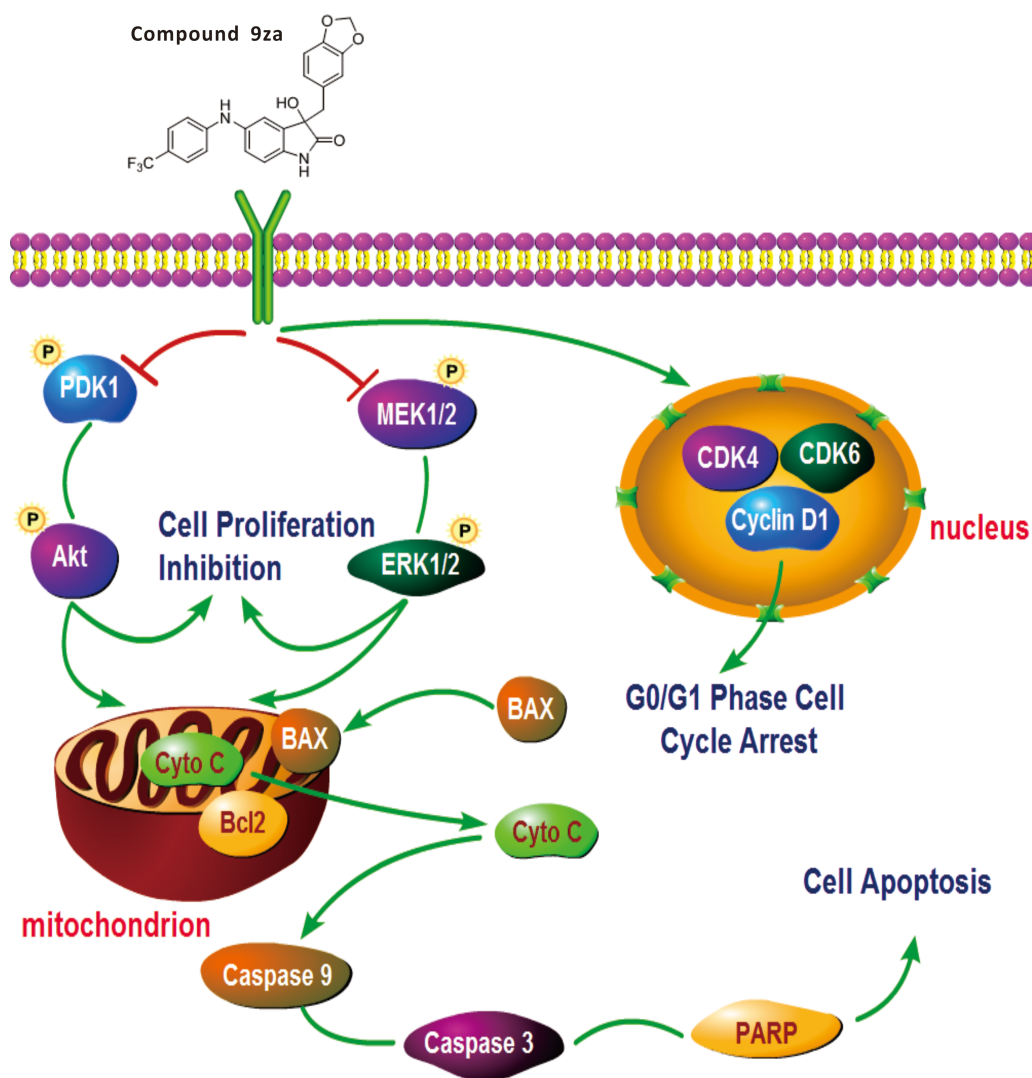 Compound 9za
O
O
HO
H
N
O
F3C
N
H
P
PDK1
P
MEK1/2
CDK4
CDK6
Cyclin D1
nucleus
P
Akt
Cell Proliferation
Inhibition
P
ERK1/2
G0/G1 Phase Cell
Cycle Arrest
BAX
BAX
Cyto C
Bcl2
Cyto C
mitochondrion
Cell Apoptosis
Caspase 9
Caspase 3
PARP